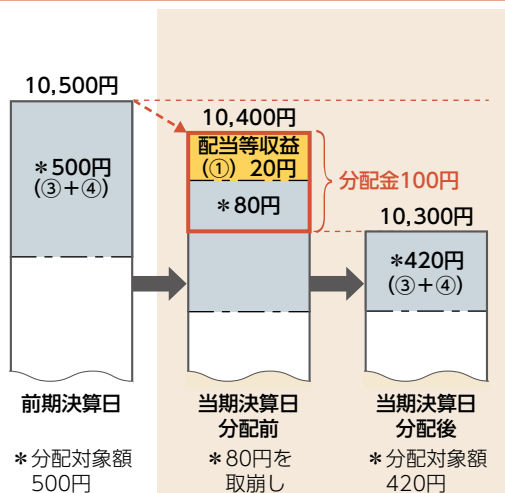 10,500円
＊500円
(③＋④)
前期決算日
＊分配対象額
500円
10,400円
配当等収益
(①) 20円
＊80円
分配金100円
当期決算日
分配前
＊80円を
取崩し
10,300円
＊420円
(③＋④)
当期決算日
分配後
＊分配対象額
420円